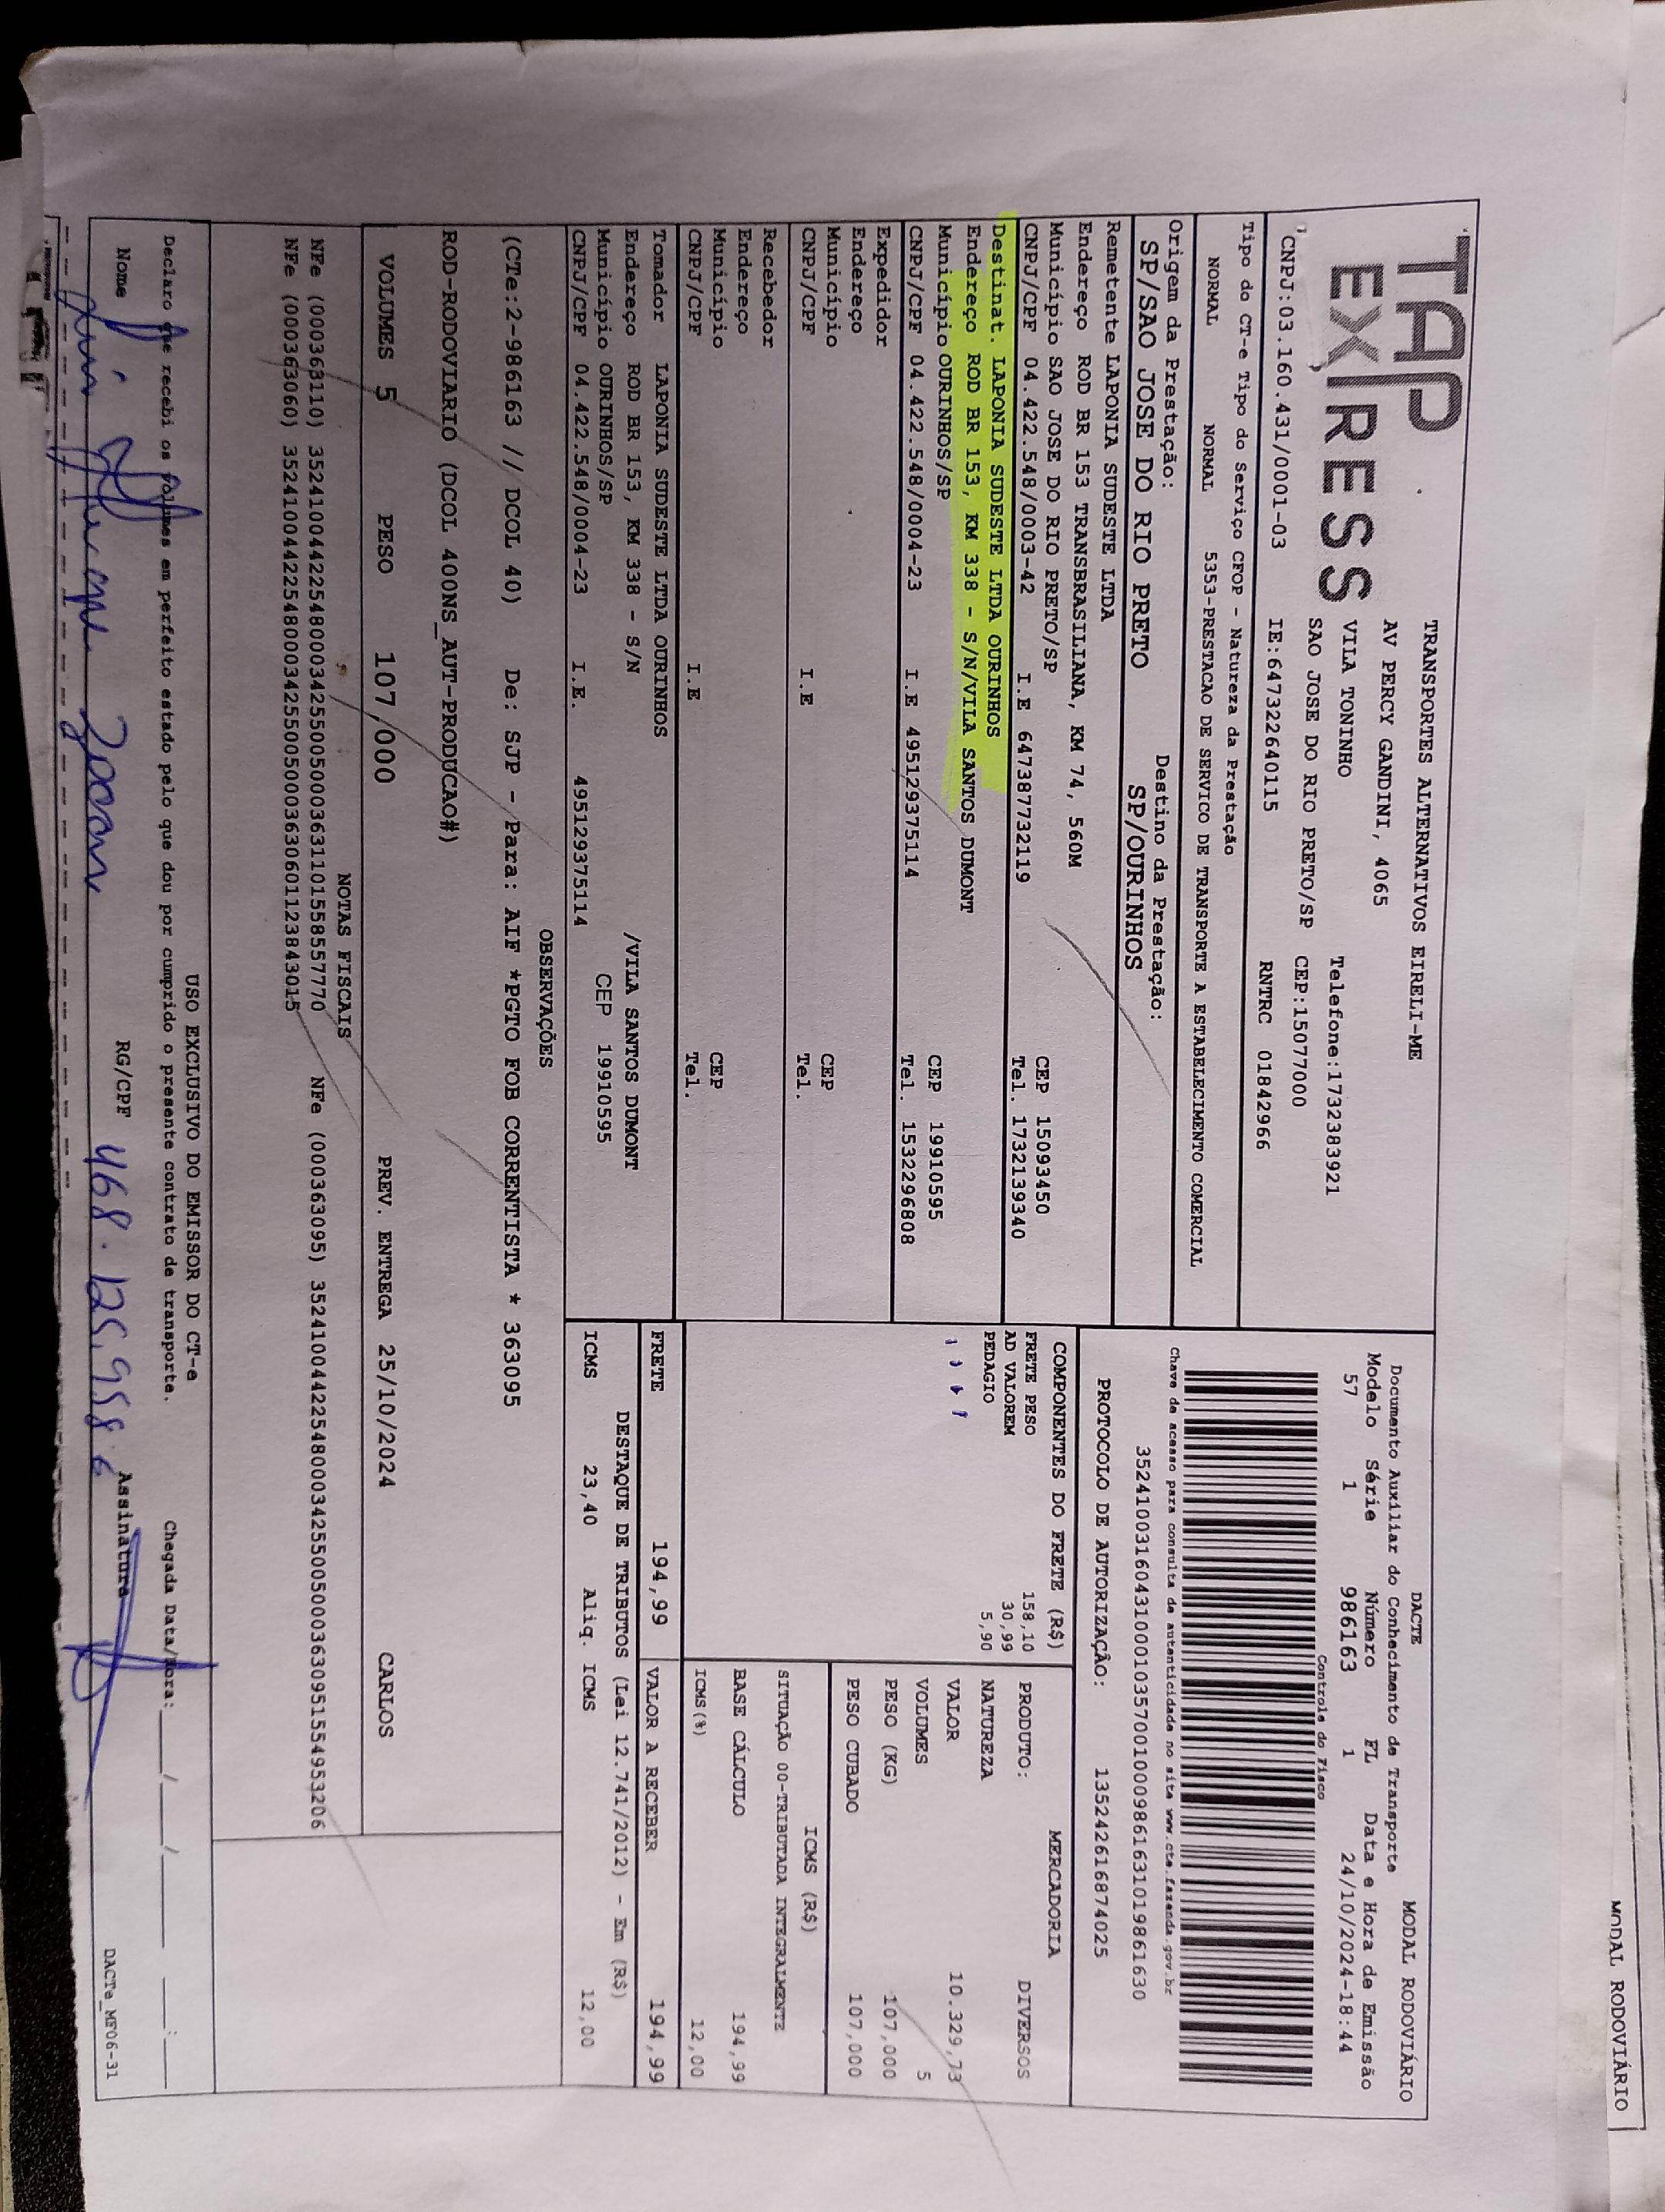 TAP EXPRESS
TRANSPORTES ALTERNATIVOS EIRELI-ME
AV PERCY GANDINI, 4065
VILA TONINHO Telefone:1732383921
SAO JOSE DO RIO PRETO/SP CEP:15077000
CNPJ:03.160.431/0001-03 IE:647322640115 RNTRC 01842966
DACTE MODAL RODOVIÁRIO
Documento Auxiliar do Conhecimento de Transporte
Modelo Série Número FL Data e Hora de Emissão
57 1 986163 1 24/10/2024-18:44
Controle do Fisco
Tipo do CT-e Tipo do Serviço CFOP - Natureza da Prestação
NORMAL NORMAL 5353-PRESTACAO DE SERVICO DE TRANSPORTE A ESTABELECIMENTO COMERCIAL
Chave de acesso para consulta de autenticidade no site www.cte.fazenda.gov.br
35241003160431000103570010009861631019861630
PROTOCOLO DE AUTORIZAÇÃO: 135242616874025
Origem da Prestação: Destino da Prestação:
SP/SAO JOSE DO RIO PRETO SP/OURINHOS
Remetente LAPONIA SUDESTE LTDA
Endereço ROD BR 153 TRANSBRASILIANA, KM 74, 560M
Município SAO JOSE DO RIO PRETO/SP CEP 15093450
CNPJ/CPF 04.422.548/0003-42 I.E 647387732119 Tel. 1732139340
Destinat. LAPONIA SUDESTE LTDA OURINHOS
Endereço ROD BR 153, KM 338 - S/N/VILA SANTOS DUMONT
Município OURINHOS/SP CEP 19910595
CNPJ/CPF 04.422.548/0004-23 I.E 495129375114 Tel. 1532296808
Expedidor
Endereço
Município CEP
CNPJ/CPF I.E Tel.
Recebedor
Endereço
Município CEP
CNPJ/CPF I.E Tel.
Tomador LAPONIA SUDESTE LTDA OURINHOS
Endereço ROD BR 153, KM 338 - S/N /VILA SANTOS DUMONT
Município OURINHOS/SP CEP 19910595
CNPJ/CPF 04.422.548/0004-23 I.E. 495129375114
COMPONENTES DO FRETE (R$)
FRETE PESO 158,10
AD VALOREM 30,99
PEDAGIO 5,90
MERCADORIA
PRODUTO: DIVERSOS
NATUREZA
VALOR 10.329,73
VOLUMES 5
PESO (KG) 107,000
PESO CUBADO 107,000
ICMS (R$)
SITUAÇÃO 00-TRIBUTADA INTEGRALMENTE
BASE CÁLCULO 194,99
ICMS(%) 12,00
FRETE 194,99 VALOR A RECEBER 194,99
DESTAQUE DE TRIBUTOS (Lei 12.741/2012) - Em (R$)
ICMS 23,40 Aliq. ICMS 12,00
OBSERVAÇÕES
(CTe:2-986163 // DCOL 40) De: SJP - Para: AIF *PGTO FOB CORRENTISTA * 363095
ROD-RODOVIARIO (DCOL 400NS_AUT-PRODUCAO#)
VOLUMES 5 PESO 107,000 PREV. ENTREGA 25/10/2024 CARLOS
NOTAS FISCAIS
NFe (000363110) 35241004422548000342550050003631101558557770 NFe (000363095) 35241004422548000342550050003630951554953206
NFe (000363060) 35241004422548000342550050003630601123843015
USO EXCLUSIVO DO EMISSOR DO CT-e
Declaro que recebi os volumes em perfeito estado pelo que dou por cumprido o presente contrato de transporte. Chegada Data/Hora: ___/___/_____ ___:___
Nome RG/CPF 468.125.958 6 Assinatura
DACTe_MF06-31
MODAL RODOVIÁRIO